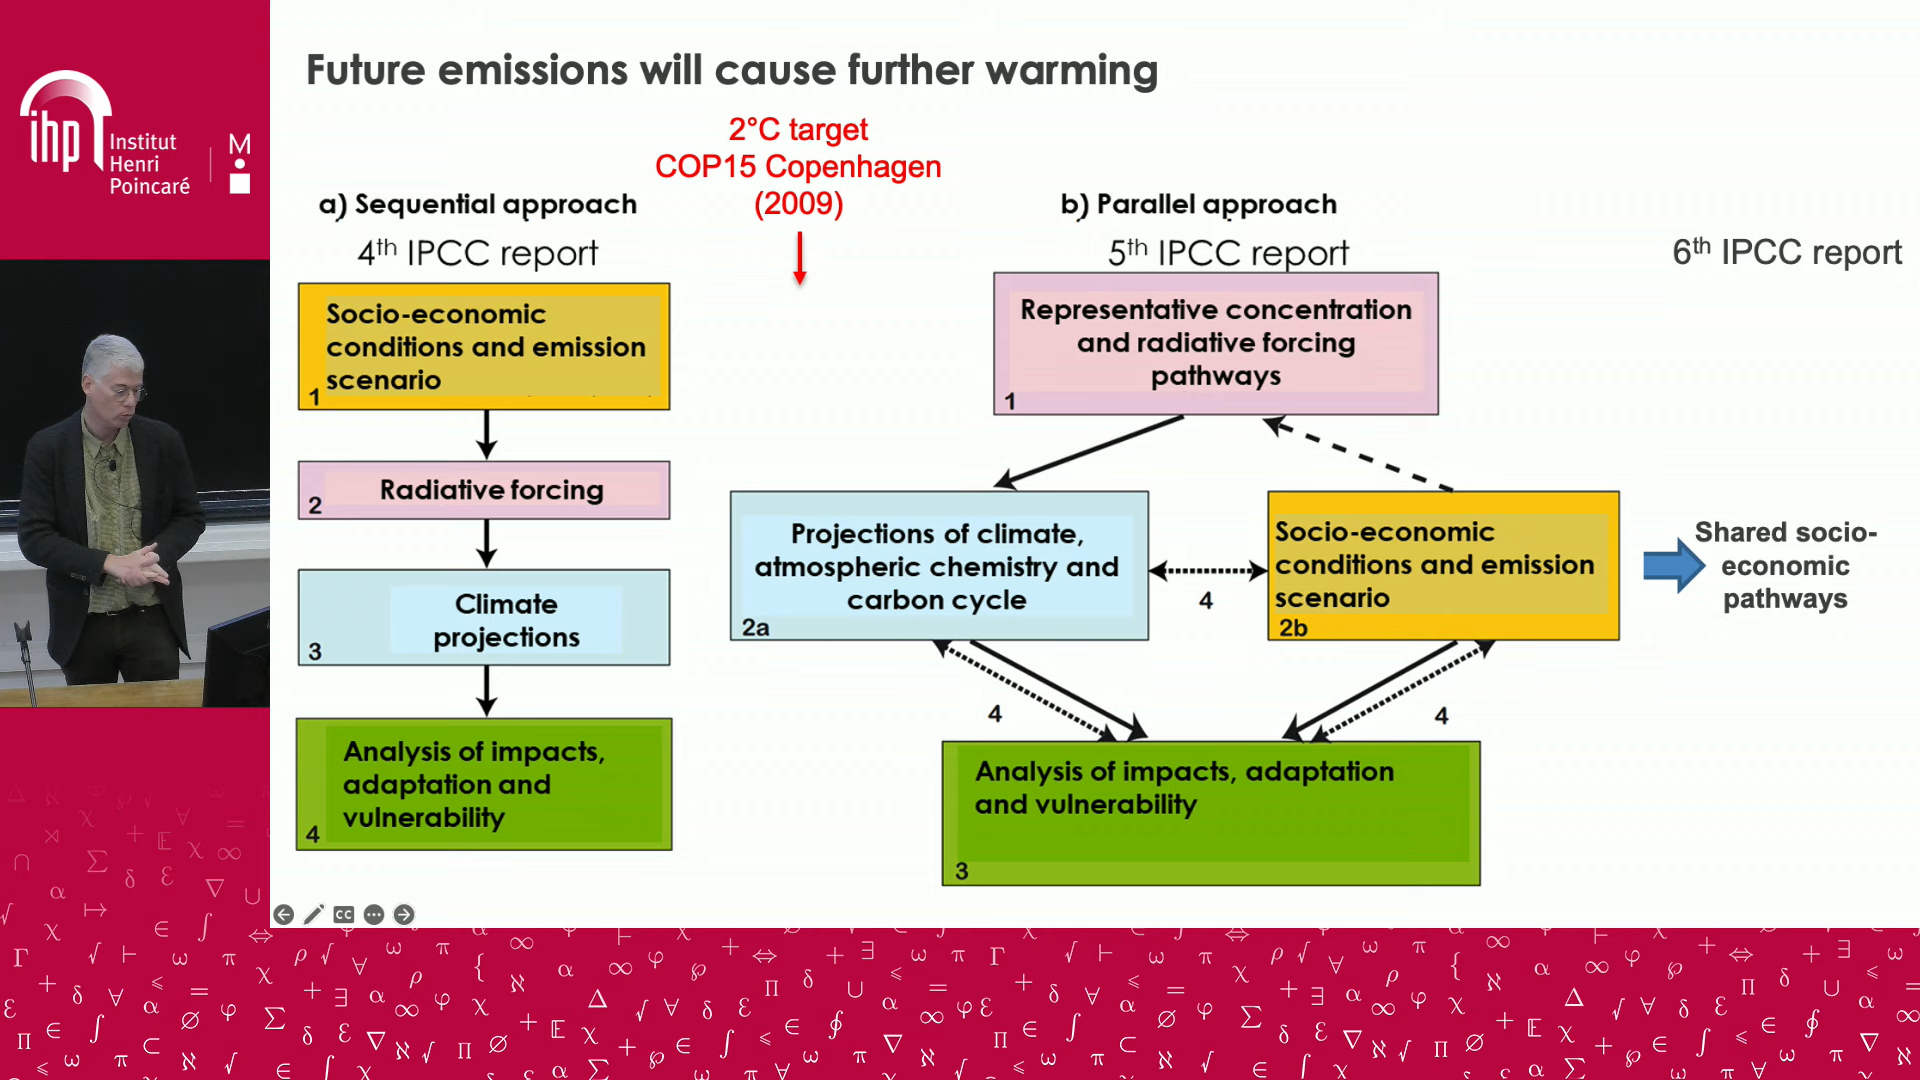 Future emissions will cause further warming
ihp
Institut
Henri
Poincaré
M
2°C target
COP15 Copenhagen
(2009)
a) Sequential approach
4th IPCC report
Socio-economic
conditions and emission
scenario
1
Radiative forcing
2
Climate
projections
3
Analysis of impacts,
adaptation and
vulnerability
4
b) Parallel approach
5th IPCC report
Representative concentration
and radiative forcing
pathways
1
Projections of climate,
atmospheric chemistry and
carbon cycle
2a
4
Socio-economic
conditions and emission
scenario
2b
4
4
Analysis of impacts, adaptation
and vulnerability
3
6th IPCC report
Shared socio-
economic
pathways
CC